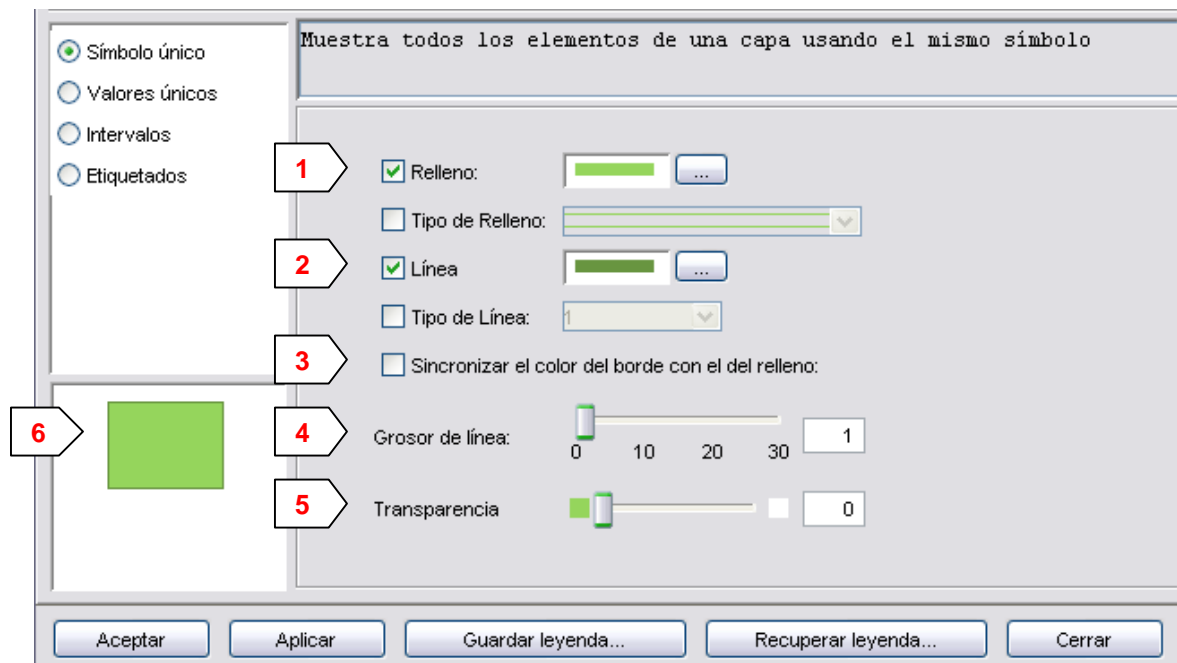 Símbolo único
Valores únicos
Intervalos
Etiquetados
Muestra todos los elementos de una capa usando el mismo símbolo
1
Relleno:
...
Tipo de Relleno:
2
Línea
...
Tipo de Línea:
1
3
Sincronizar el color del borde con el del relleno:
6
4
Grosor de línea:
0 10 20 30
1
5
Transparencia
0
Aceptar
Aplicar
Guardar leyenda...
Recuperar leyenda...
Cerrar